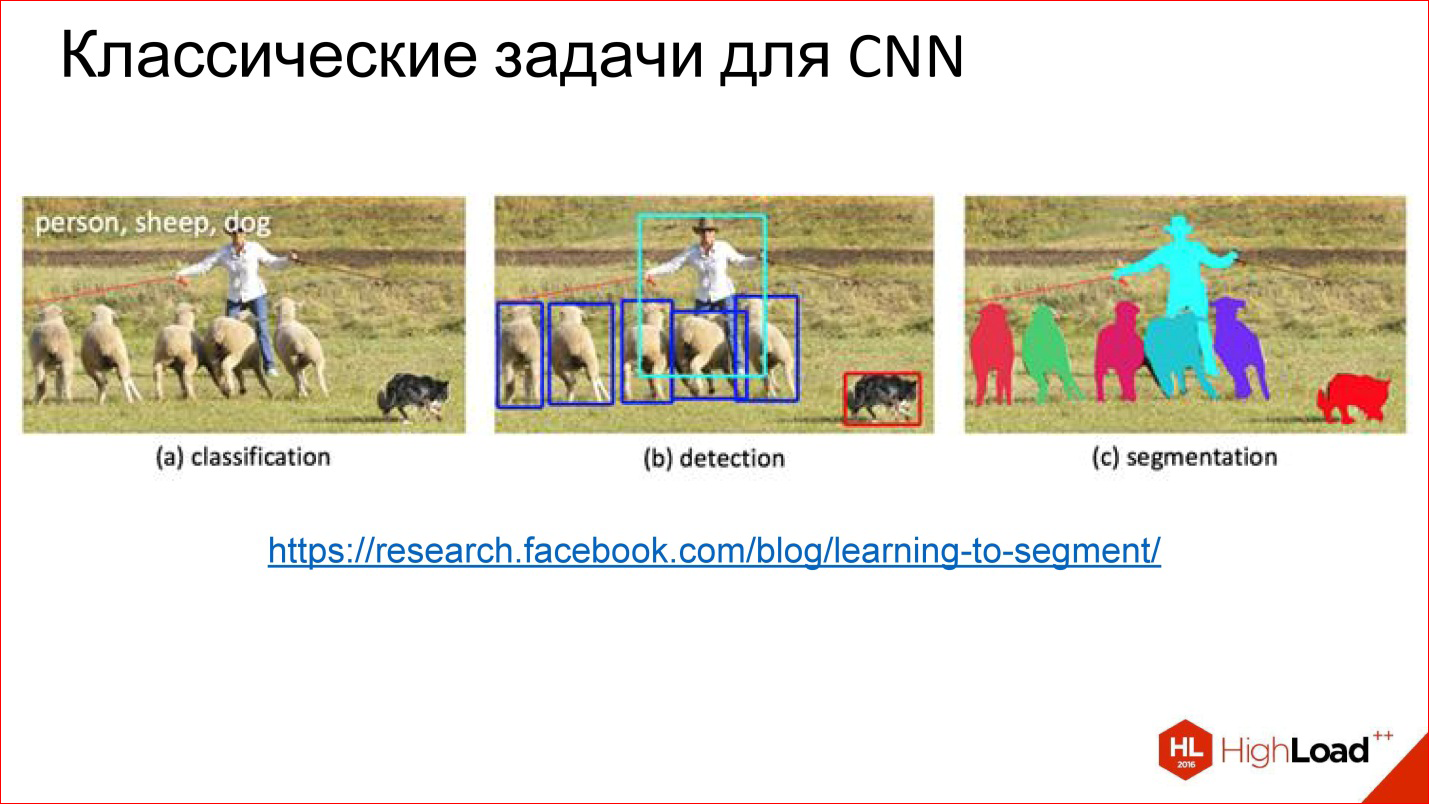 Классические задачи для CNN
person, sheep, dog
(a) classification
(b) detection
(c) segmentation
https://research.facebook.com/blog/learning-to-segment/
HL
2016
HighLoad++